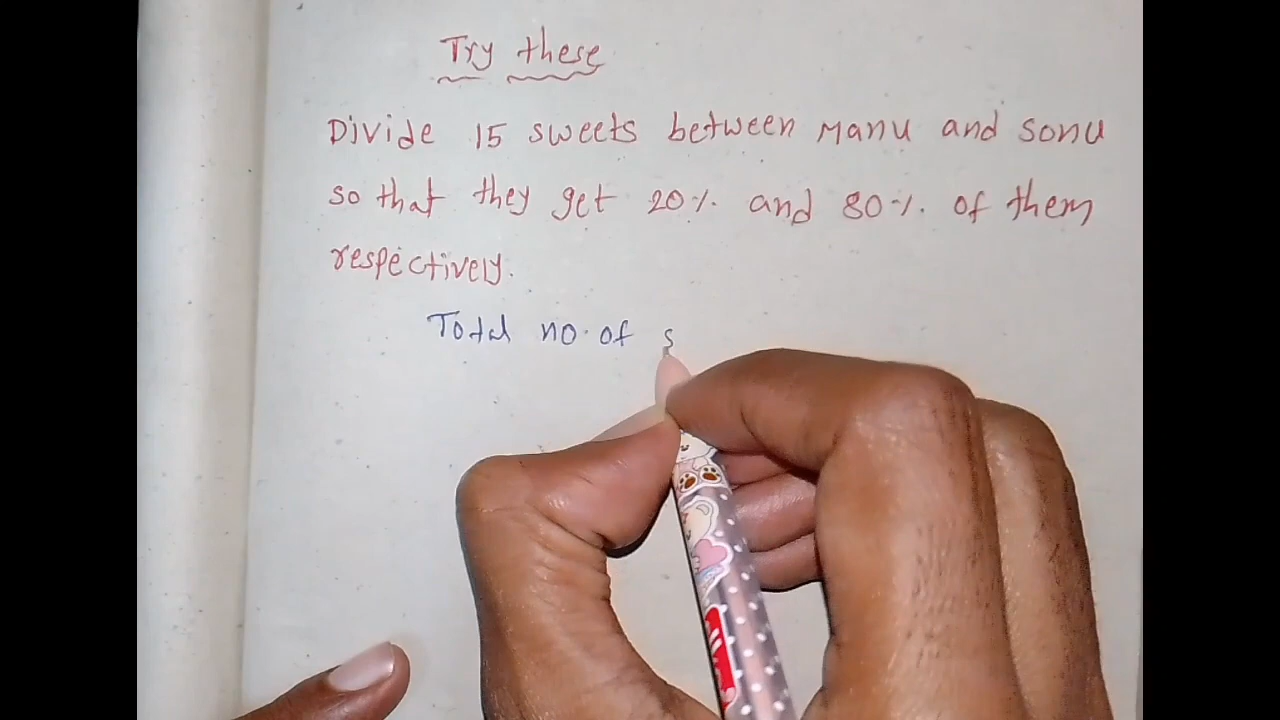 Try these
Divide 15 sweets between Manu and Sonu
so that they get 20% and 80% of them
respectively.
Total no. of s